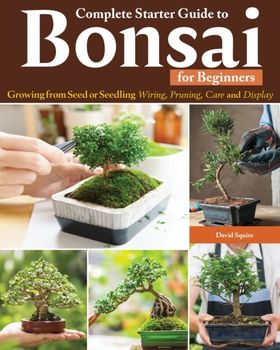 Complete Starter Guide to
Bonsai
for Beginners
Growing from Seed or Seedling Wiring, Pruning, Care and Display
David Squire